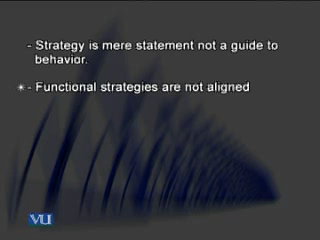 - Strategy is mere statement not a guide to
behavior.
✴ - Functional strategies are not aligned
VU